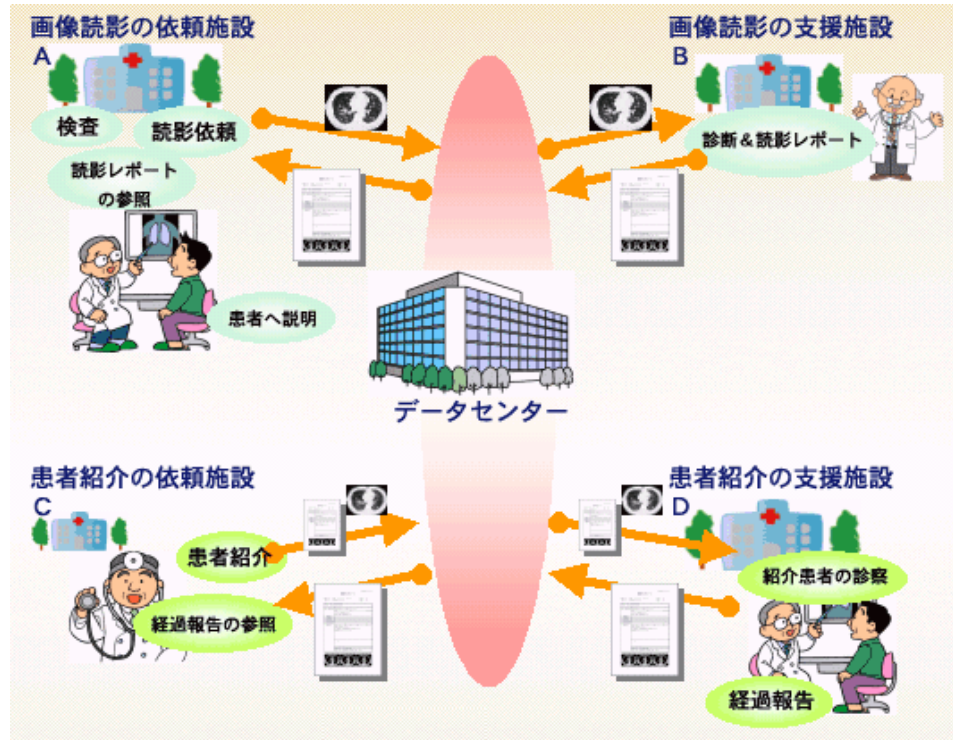 画像読影の依頼施設
A
検査
読影依頼
読影レポート
の参照
患者へ説明
画像読影の支援施設
B
診断＆読影レポート
データセンター
患者紹介の依頼施設
C
患者紹介
経過報告の参照
患者紹介の支援施設
D
紹介患者の診察
経過報告